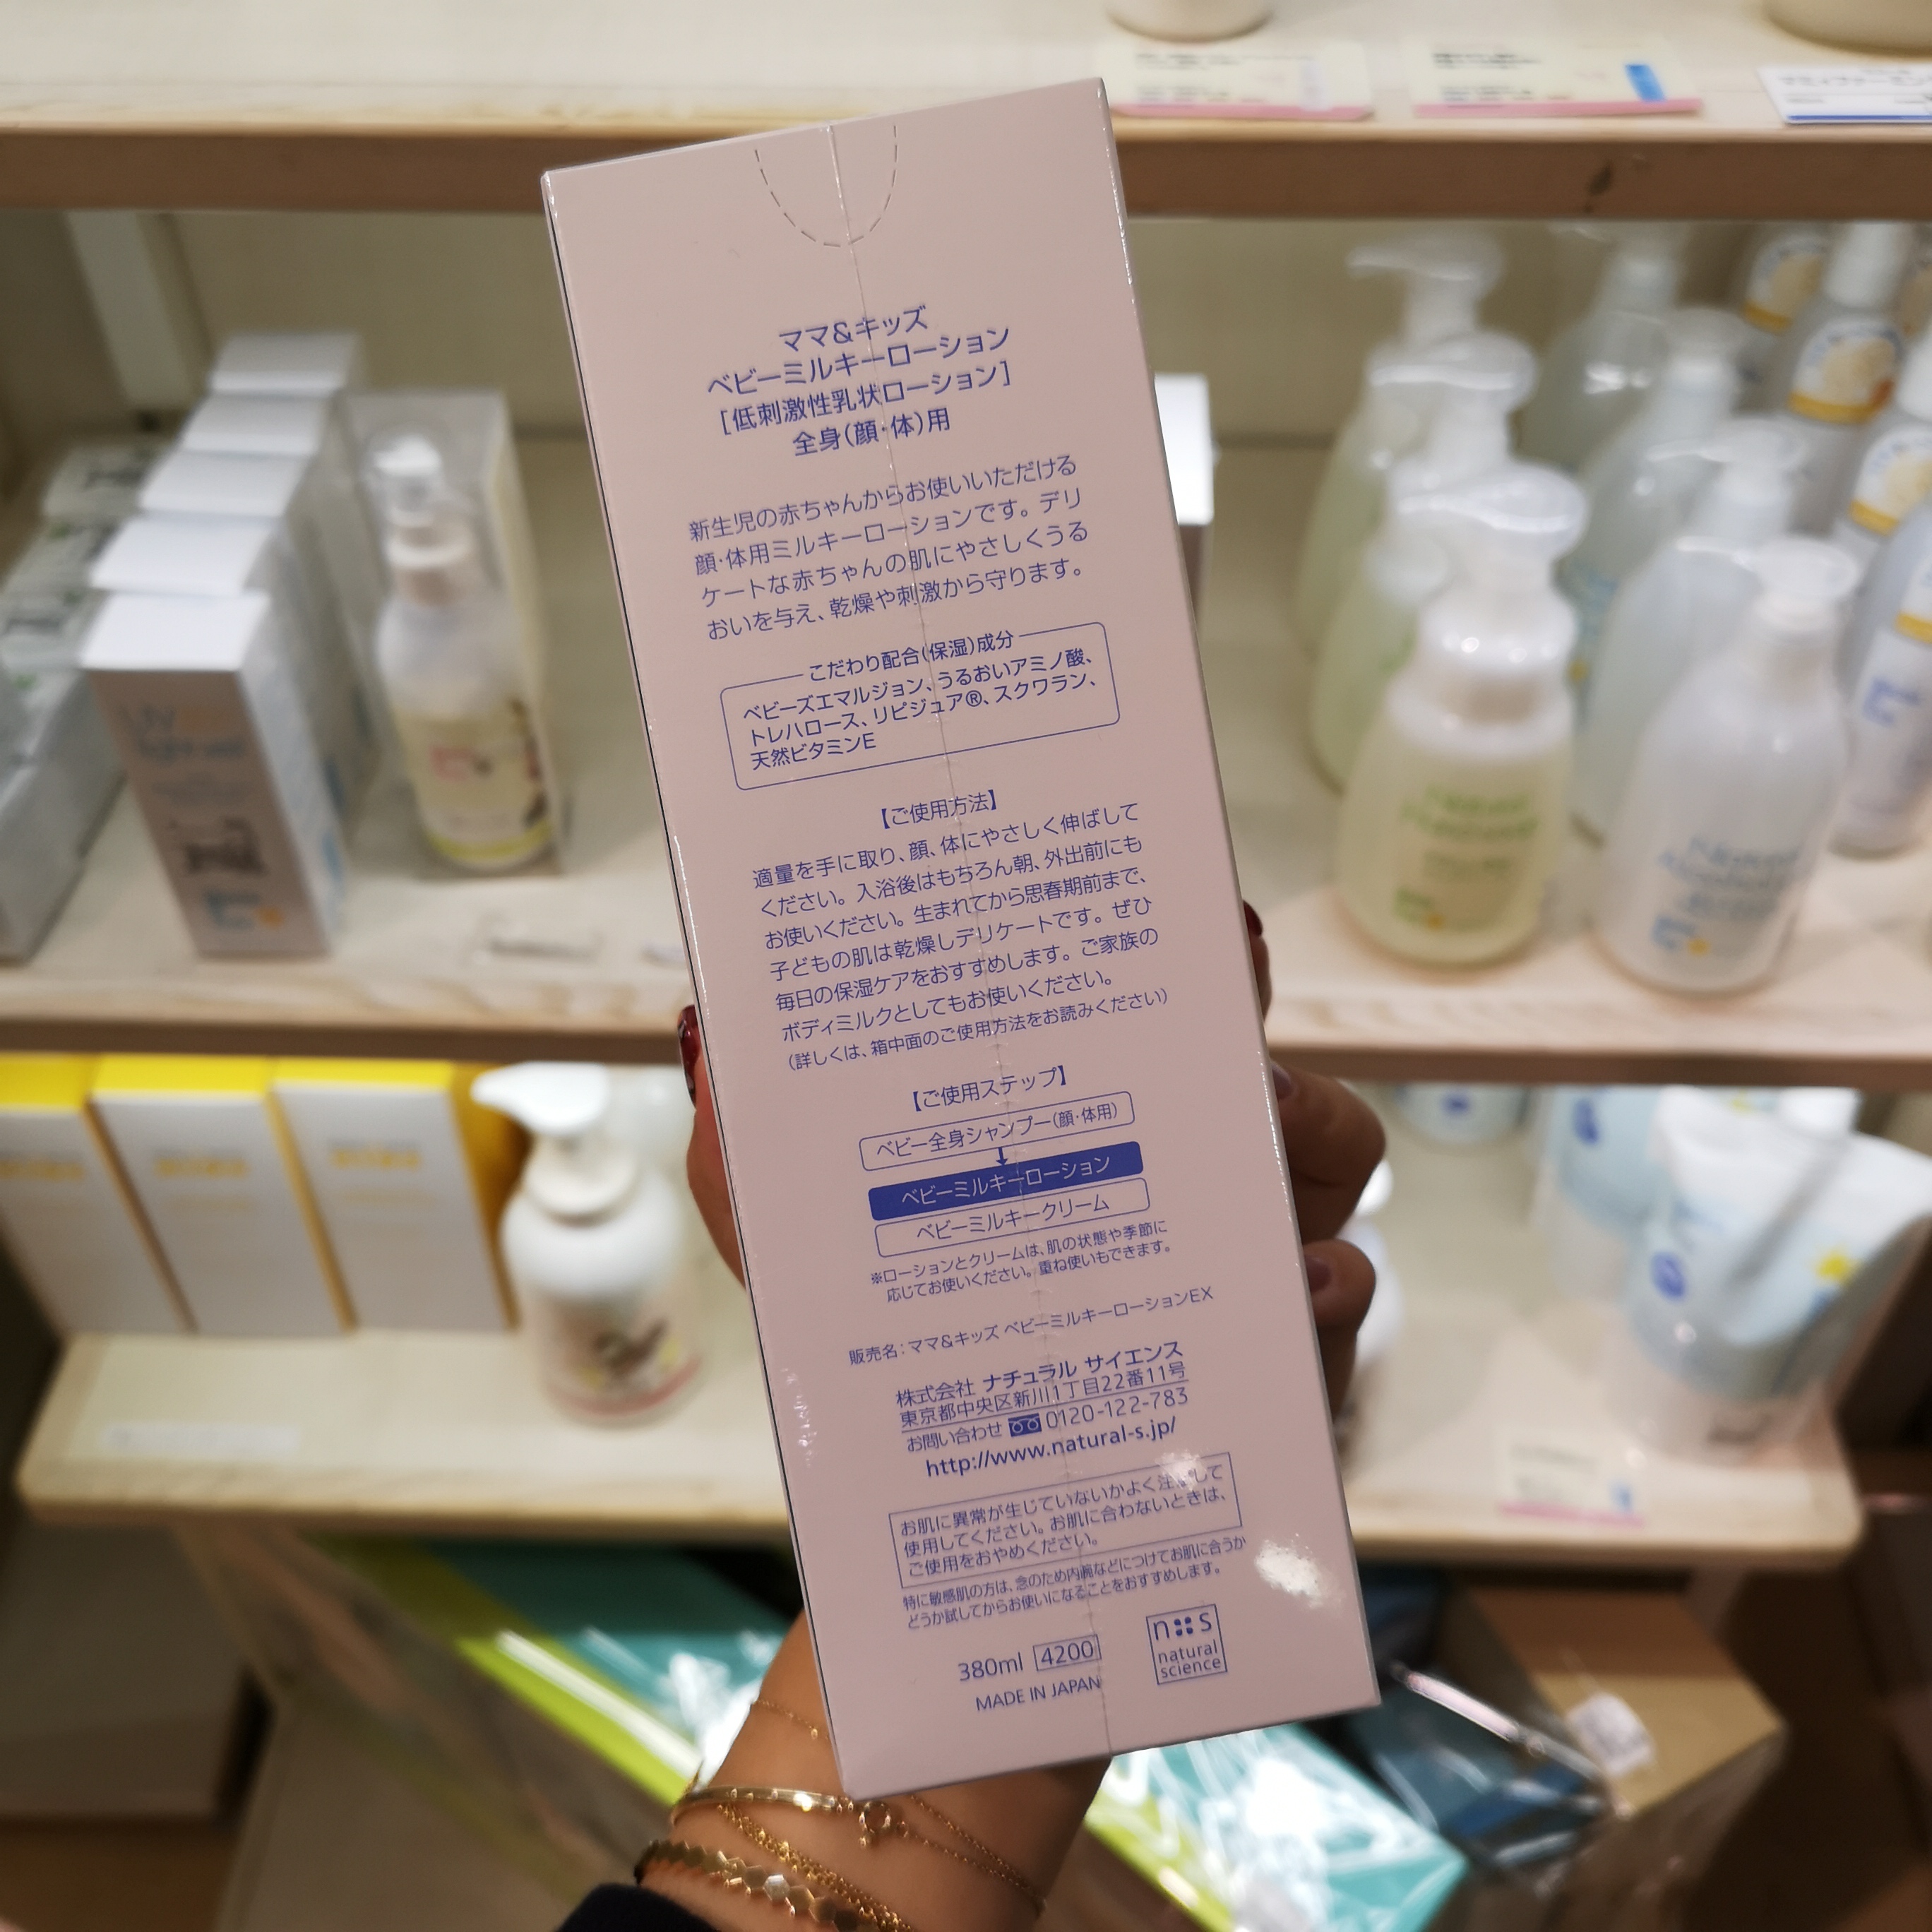 ママ&キッズ
ベビーミルキーローション
[低刺激性乳状ローション]
全身(顔・体)用
新生児の赤ちゃんからお使いいただける
顔・体用ミルキーローションです。デリ
ケートな赤ちゃんの肌にやさしくうる
おいを与え、乾燥や刺激から守ります。
こだわり配合(保湿)成分
ベビーズエマルジョン、うるおいアミノ酸、
トレハロース、リピジュア®、スクワラン、
天然ビタミンE
【ご使用方法】
適量を手に取り、顔、体にやさしく伸ばして
ください。入浴後はもちろん朝、外出前にも
お使いください。生まれてから思春期前まで、
子どもの肌は乾燥しデリケートです。ぜひ
毎日の保湿ケアをおすすめします。ご家族の
ボディミルクとしてもお使いください。
(詳しくは、箱中面のご使用方法をお読みください)
【ご使用ステップ】
ベビー全身シャンプー(顔・体用)
ベビーミルキーローション
ベビーミルキークリーム
※ローションとクリームは、肌の状態や季節に
応じてお使いください。重ね使いもできます。
販売名:ママ&キッズ ベビーミルキーローションEX
株式会社 ナチュラル サイエンス
東京都中央区新川1丁目22番11号
お問い合わせ 0120-122-783
http://www.natural-s.jp/
お肌に異常が生じていないかよく注意して
使用してください。お肌に合わないときは、
ご使用をおやめください。
特に敏感肌の方は、念のため内腕などにつけてお肌に合うか
どうか試してからお使いになることをおすすめします。
380ml 4200
MADE IN JAPAN
n s
natural
science